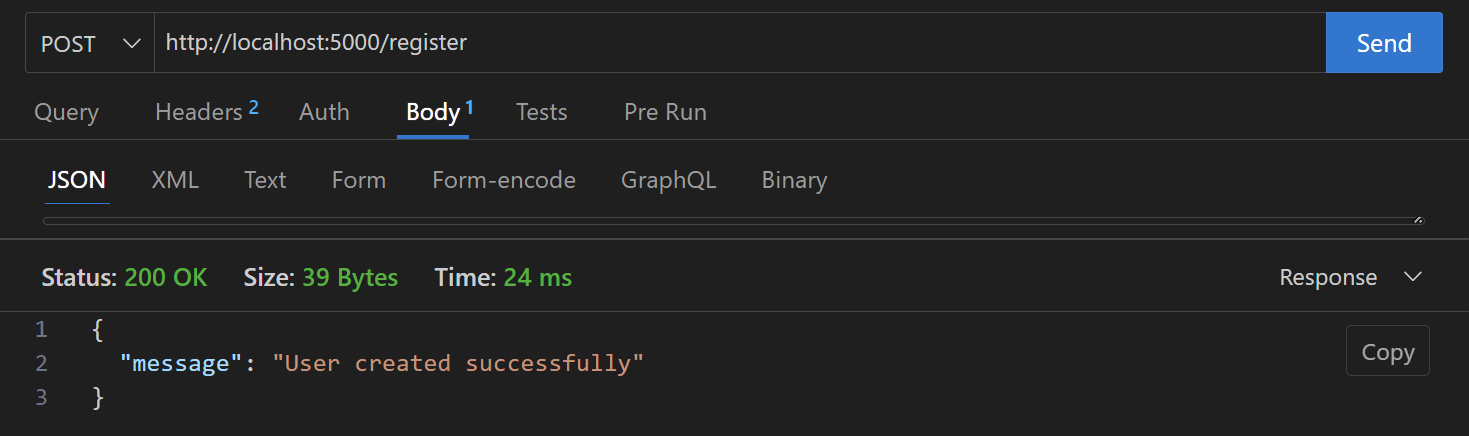 POST http://localhost:5000/register Send
Query Headers 2 Auth Body 1 Tests Pre Run
JSON XML Text Form Form-encode GraphQL Binary
Status: 200 OK Size: 39 Bytes Time: 24 ms Response
1 {
2 "message": "User created successfully"
Copy
3 }